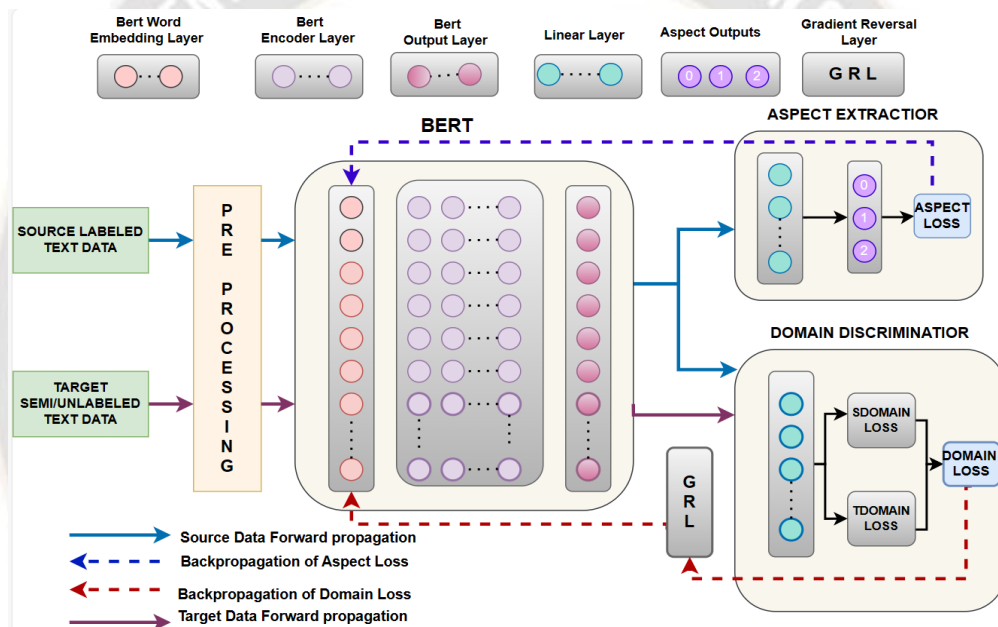 Bert Word
Embedding Layer
Bert
Encoder Layer
Bert
Output Layer
Linear Layer
Aspect Outputs
Gradient Reversal
Layer
0 1 2
G R L
BERT
ASPECT EXTRACTIOR
SOURCE LABELED
TEXT DATA
TARGET
SEMI/UNLABELED
TEXT DATA
P
R
E
P
R
O
C
E
S
S
I
N
G
0
1
2
ASPECT
LOSS
DOMAIN DISCRIMINATIOR
SDOMAIN
LOSS
TDOMAIN
LOSS
DOMAIN
LOSS
G
R
L
Source Data Forward propagation
Backpropagation of Aspect Loss
Backpropagation of Domain Loss
Target Data Forward propagation